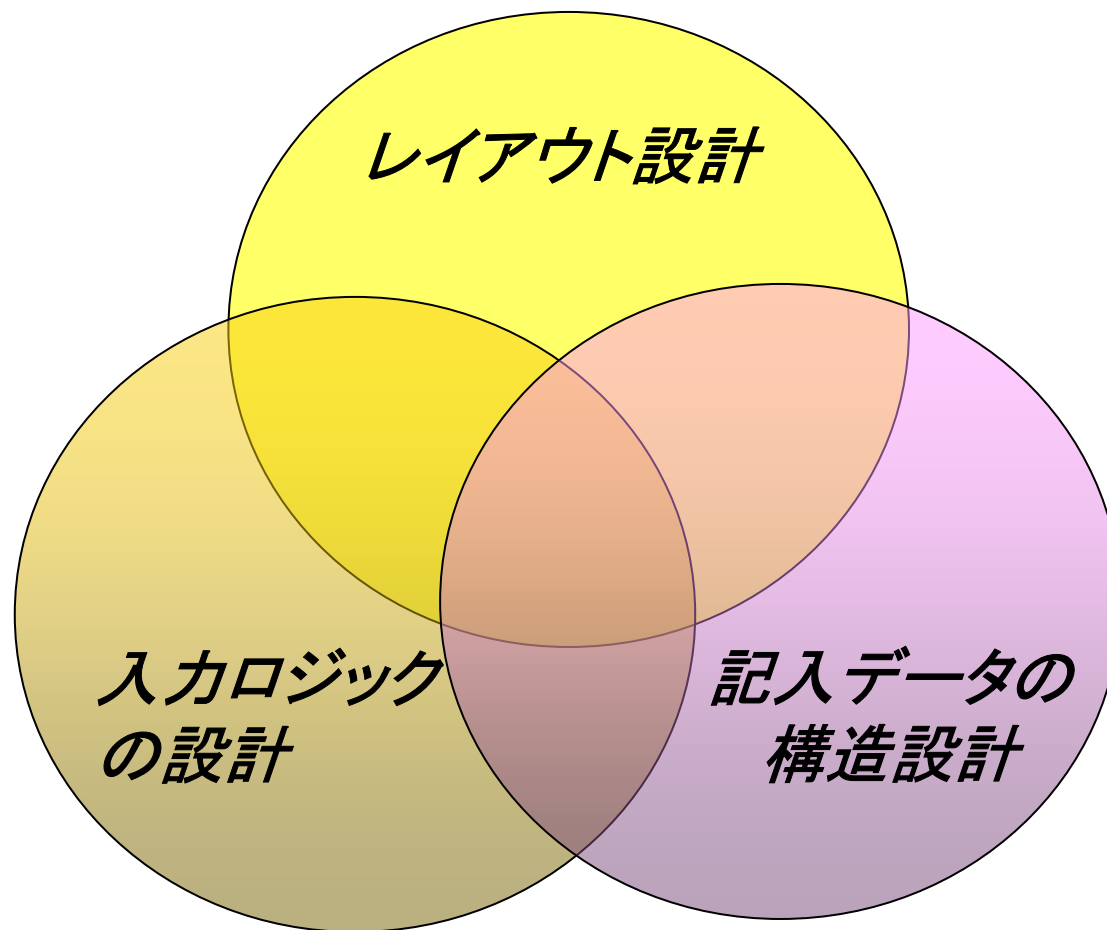 レイアウト設計
入力ロジック
の設計
記入データの
構造設計